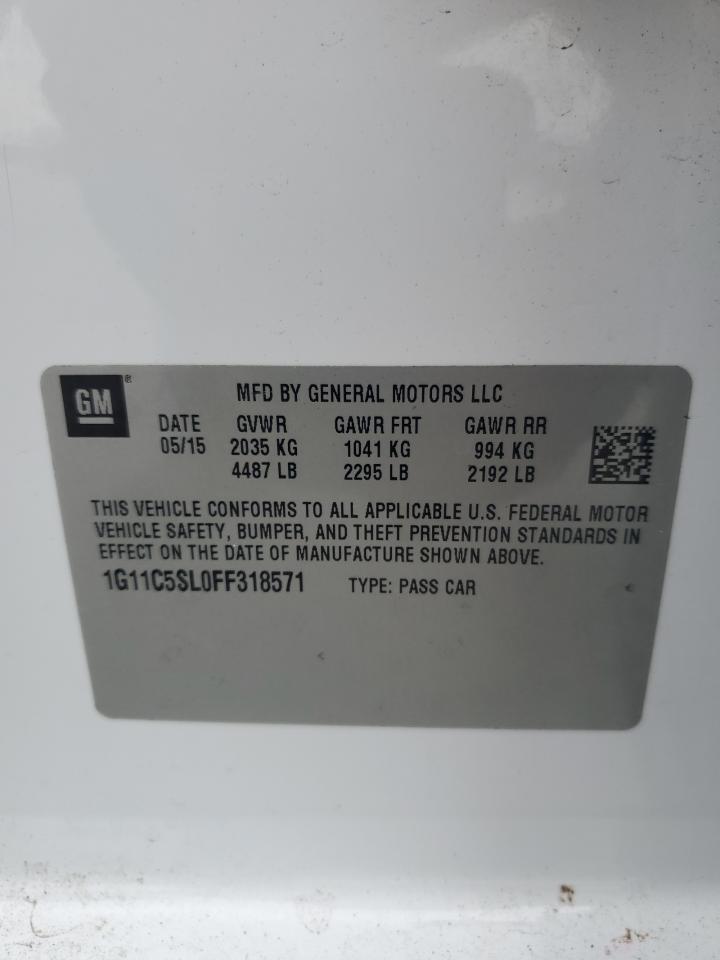 GM®
MFD BY GENERAL MOTORS LLC
DATE GVWR GAWR FRT GAWR RR
05/15 2035 KG 1041 KG 994 KG
4487 LB 2295 LB 2192 LB
THIS VEHICLE CONFORMS TO ALL APPLICABLE U.S. FEDERAL MOTOR
VEHICLE SAFETY, BUMPER, AND THEFT PREVENTION STANDARDS IN
EFFECT ON THE DATE OF MANUFACTURE SHOWN ABOVE.
1G11C5SL0FF318571 TYPE: PASS CAR